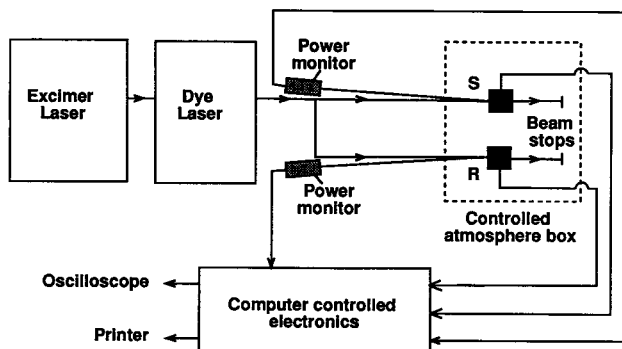 Power
monitor
Excimer
Laser
Dye
Laser
S
Beam
stops
R
Power
monitor
Controlled
atmosphere box
Oscilloscope
Computer controlled
electronics
Printer